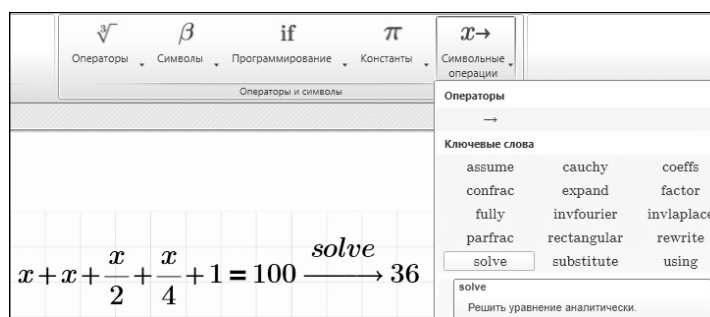 ∛ β if π x→
Операторы Символы Программирование Константы Символьные операции
Операторы и символы
Операторы
→
Ключевые слова
assume cauchy coeffs
confrac expand factor
fully invfourier invlaplace
parfrac rectangular rewrite
solve substitute using
solve
Решить уравнение аналитически.
x+x+x/2+x/4+1=100 solve→ 36